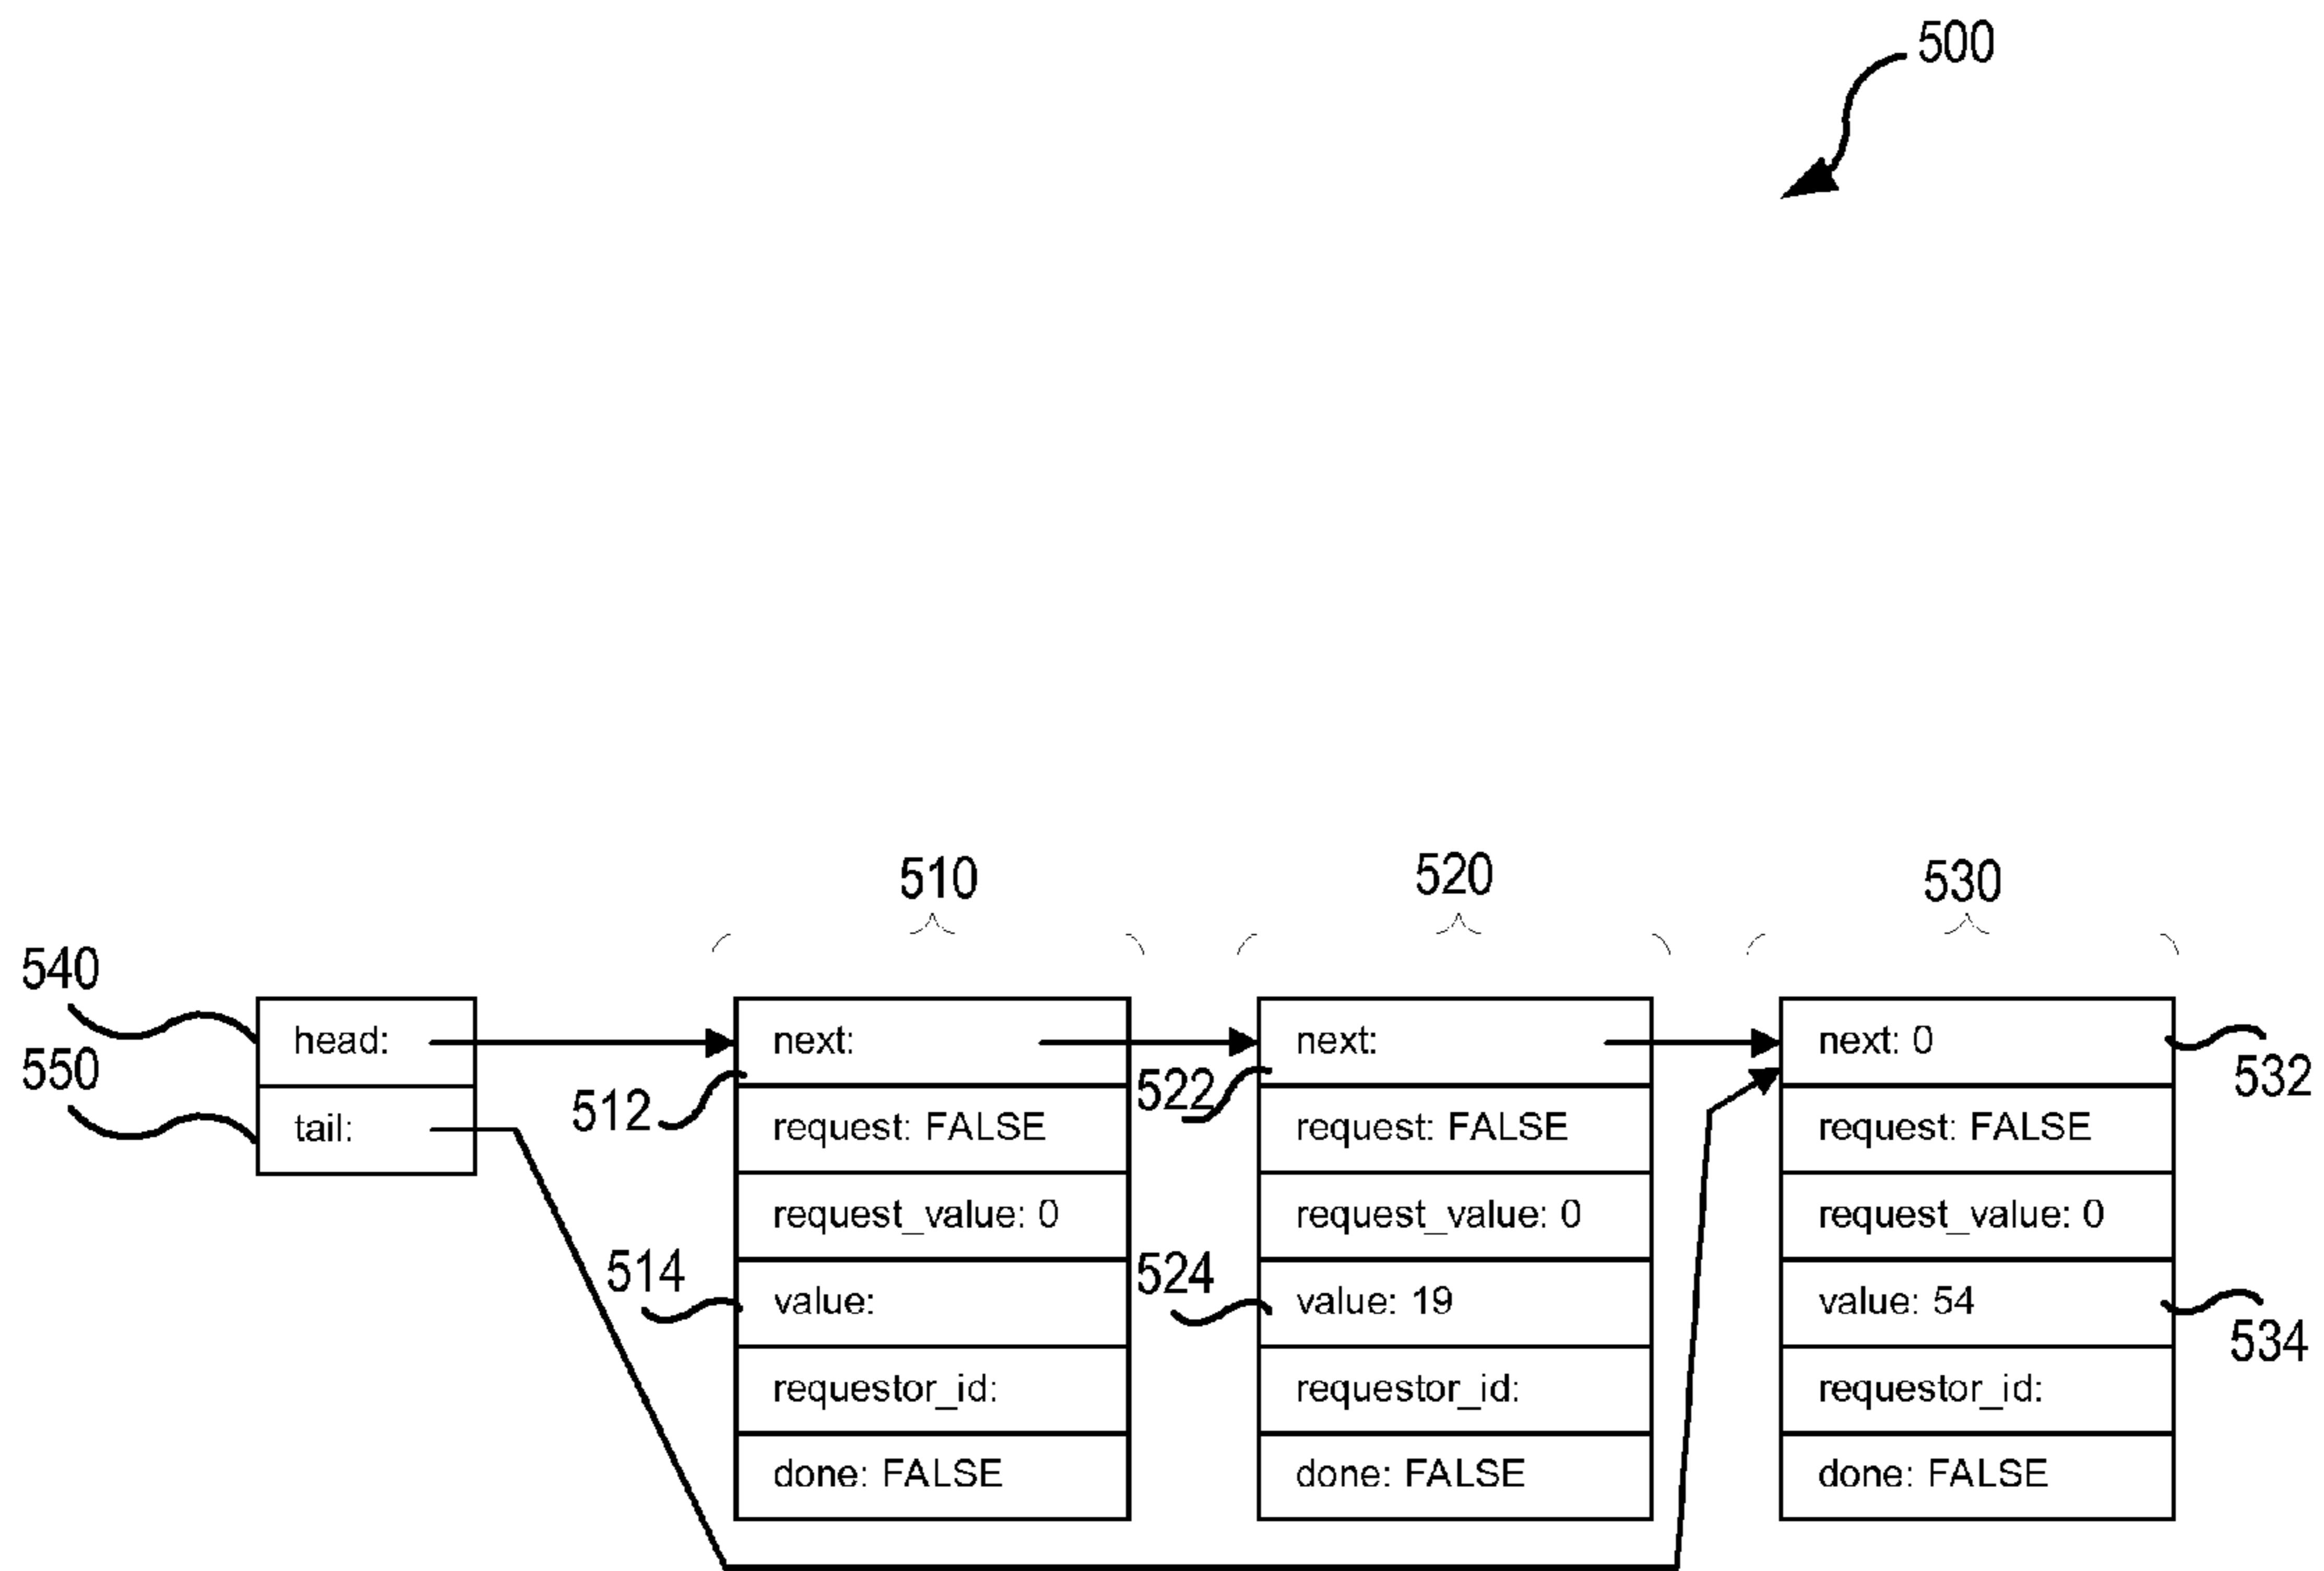 500
510
520
530
540
550
head:
tail:
512
514
next:
request: FALSE
request_value: 0
value:
requestor_id:
done: FALSE
522
524
next:
request: FALSE
request_value: 0
value: 19
requestor_id:
done: FALSE
next: 0
request: FALSE
request_value: 0
value: 54
requestor_id:
done: FALSE
532
534